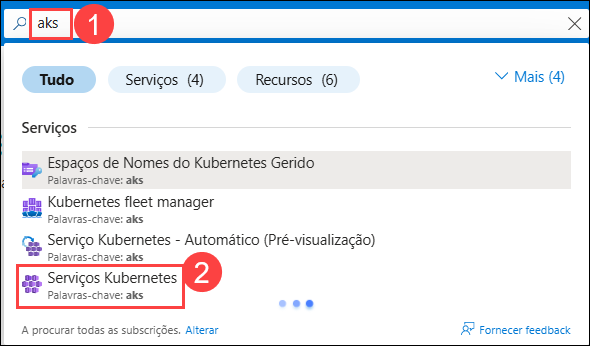 aks
1
Tudo
Serviços (4)
Recursos (6)
Mais (4)
Serviços
Espaços de Nomes do Kubernetes Gerido
Palavras-chave: aks
Kubernetes fleet manager
Palavras-chave: aks
Serviço Kubernetes - Automático (Pré-visualização)
Palavras-chave: aks
Serviços Kubernetes
Palavras-chave: aks
2
A procurar todas as subscrições. Alterar
Fornecer feedback